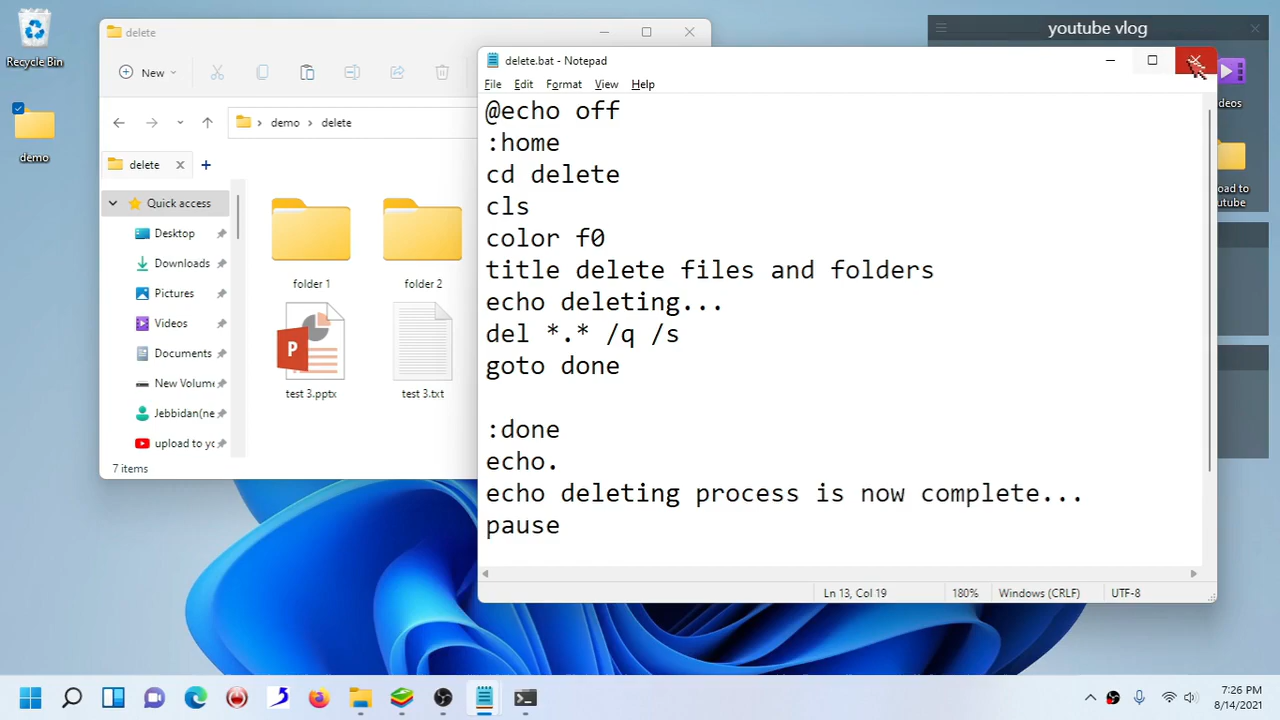 Recycle Bin
demo
delete
New
demo > delete
delete
Quick access
Desktop
Downloads
Pictures
Videos
Documents
New Volume
Jebbidan(ne
upload to yo
folder 1
folder 2
test 3.pptx
test 3.txt
7 items
youtube vlog
delete.bat - Notepad
File Edit Format View Help
@echo off
:home
cd delete
cls
color f0
title delete files and folders
echo deleting...
del *.* /q /s
goto done
:done
echo.
echo deleting process is now complete...
pause
Ln 13, Col 19 180% Windows (CRLF) UTF-8
deos
oad to
utube
7:26 PM
8/14/2021